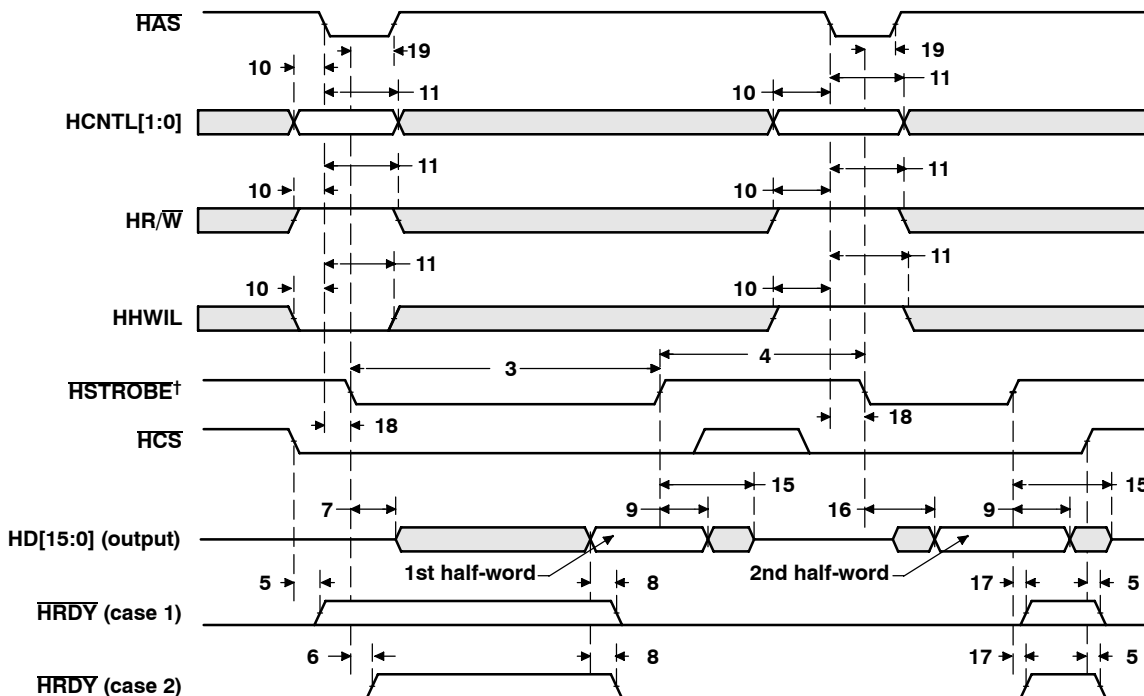 HAS
19
19
10
11
11
10
HCNTL[1:0]
11
11
10
10
HR/W
11
11
10
10
HHWIL
4
3
HSTROBE†
18
18
HCS
15
15
7
9
16
9
HD[15:0] (output)
1st half-word
2nd half-word
5
8
17
5
HRDY (case 1)
6
8
17
5
HRDY (case 2)